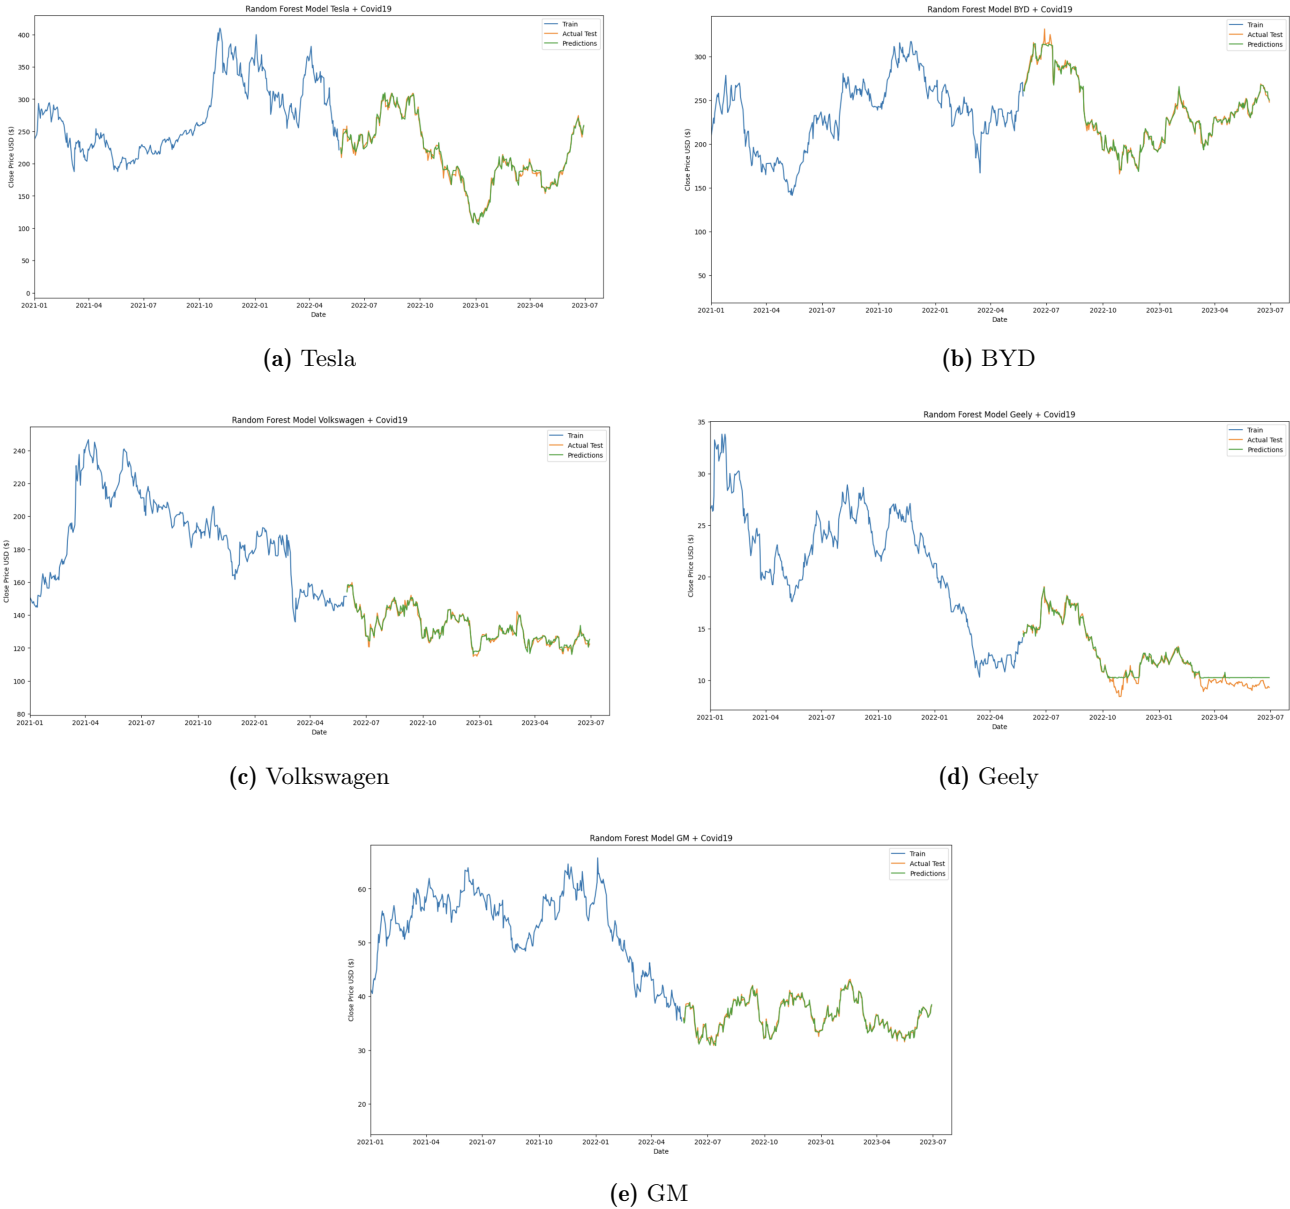 Random Forest Model Tesla + Covid19
Train
Actual Test
Predictions
Close Price USD ($)
400
350
300
250
200
150
100
50
0
2021-01 2021-04 2021-07 2021-10 2022-01 2022-04 2022-07 2022-10 2023-01 2023-04 2023-07
Date
(a) Tesla
Random Forest Model BYD + Covid19
Train
Actual Test
Predictions
Close Price USD ($)
300
250
200
150
100
50
2021-01 2021-04 2021-07 2021-10 2022-01 2022-04 2022-07 2022-10 2023-01 2023-04 2023-07
Date
(b) BYD
Random Forest Model Volkswagen + Covid19
Train
Actual Test
Predictions
Close Price USD ($)
240
220
200
180
160
140
120
100
80
2021-01 2021-04 2021-07 2021-10 2022-01 2022-04 2022-07 2022-10 2023-01 2023-04 2023-07
Date
(c) Volkswagen
Random Forest Model Geely + Covid19
Train
Actual Test
Predictions
Close Price USD ($)
35
30
25
20
15
10
2021-01 2021-04 2021-07 2021-10 2022-01 2022-04 2022-07 2022-10 2023-01 2023-04 2023-07
Date
(d) Geely
Random Forest Model GM + Covid19
Train
Actual Test
Predictions
Close Price USD ($)
60
50
40
30
20
2021-01 2021-04 2021-07 2021-10 2022-01 2022-04 2022-07 2022-10 2023-01 2023-04 2023-07
Date
(e) GM